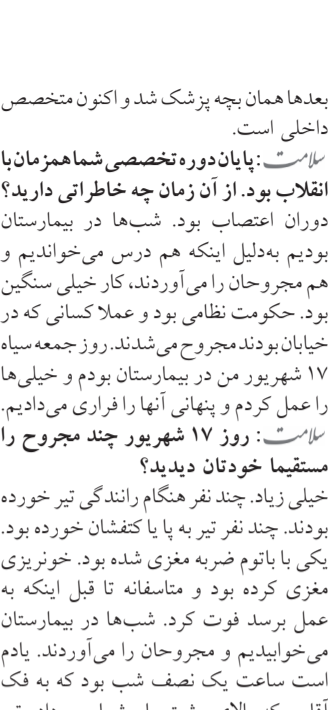 بعدها همان بچه پزشک شد و اکنون متخصص
داخلی است.
سلامت: پایان دوره تخصصی شما همزمان با
انقلاب بود. از آن زمان چه خاطراتی دارید؟
دوران اعتصاب بود. شب‌ها در بیمارستان
بودیم به‌دلیل اینکه هم درس می‌خواندیم و
هم مجروحان را می‌آوردند، کار خیلی سنگین
بود. حکومت نظامی بود و عملا کسانی که در
خیابان بودند مجروح می‌شدند. روز جمعه سیاه
۱۷ شهریور من در بیمارستان بودم و خیلی‌ها
را عمل کردم و پنهانی آنها را فراری می‌دادیم.
سلامت: روز ۱۷ شهریور چند مجروح را
مستقیما خودتان دیدید؟
خیلی زیاد. چند نفر هنگام رانندگی تیر خورده
بودند. چند نفر تیر به پا یا کتفشان خورده بود.
یکی با باتوم ضربه مغزی شده بود. خونریزی
مغزی کرده بود و متاسفانه تا قبل اینکه به
عمل برسد فوت کرد. شب‌ها در بیمارستان
می‌خوابیدیم و مجروحان را می‌آوردند. یادم
است ساعت یک نصف شب بود که به فک